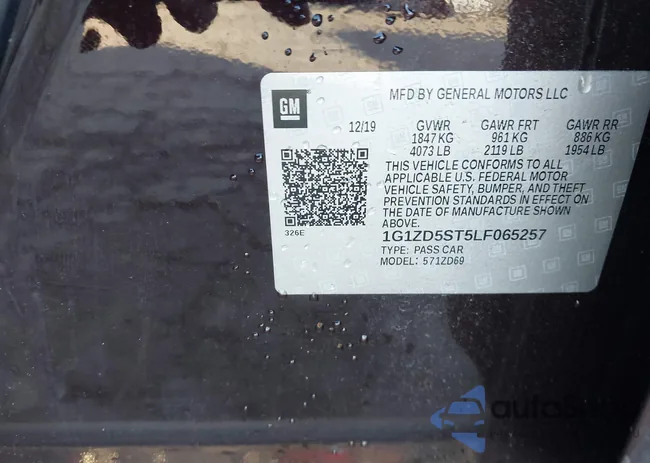 GM
MFD BY GENERAL MOTORS LLC
12/19 GVWR GAWR FRT GAWR RR
1847 KG 961 KG 886 KG
4073 LB 2119 LB 1954 LB
THIS VEHICLE CONFORMS TO ALL
APPLICABLE U.S. FEDERAL MOTOR
VEHICLE SAFETY, BUMPER, AND THEFT
PREVENTION STANDARDS IN EFFECT ON
THE DATE OF MANUFACTURE SHOWN
ABOVE.
326E
1G1ZD5ST5LF065257
TYPE: PASS CAR
MODEL: 571ZD69